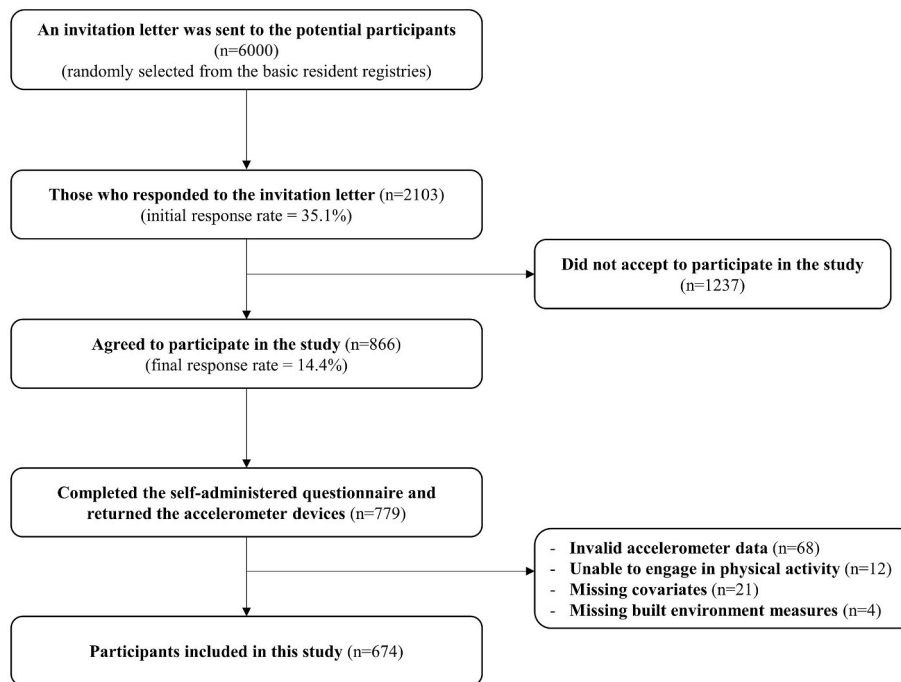 An invitation letter was sent to the potential participants
(n=6000)
(randomly selected from the basic resident registries)
Those who responded to the invitation letter (n=2103)
(initial response rate = 35.1%)
Did not accept to participate in the study
(n=1237)
Agreed to participate in the study (n=866)
(final response rate = 14.4%)
Completed the self-administered questionnaire and
returned the accelerometer devices (n=779)
- Invalid accelerometer data (n=68)
- Unable to engage in physical activity (n=12)
- Missing covariates (n=21)
- Missing built environment measures (n=4)
Participants included in this study (n=674)